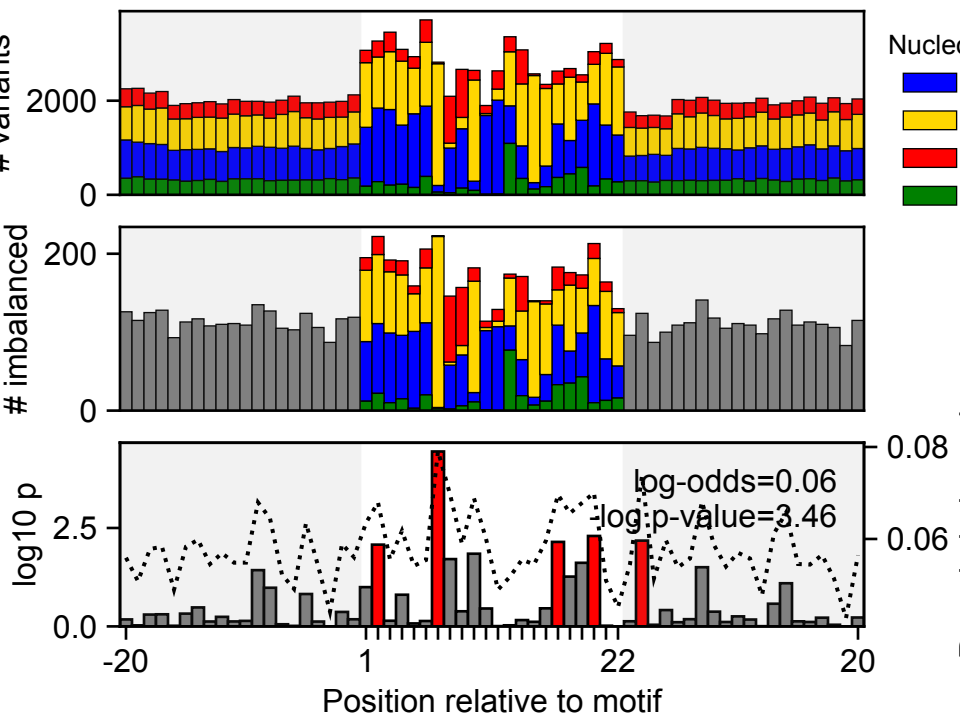 # variants
2000
0
Nucleo
# imbalanced
200
0
log10 p
2.5
0.0
log-odds=0.06
-log p-value=3.46
0.08
0.06
-20
1
22
20
Position relative to motif